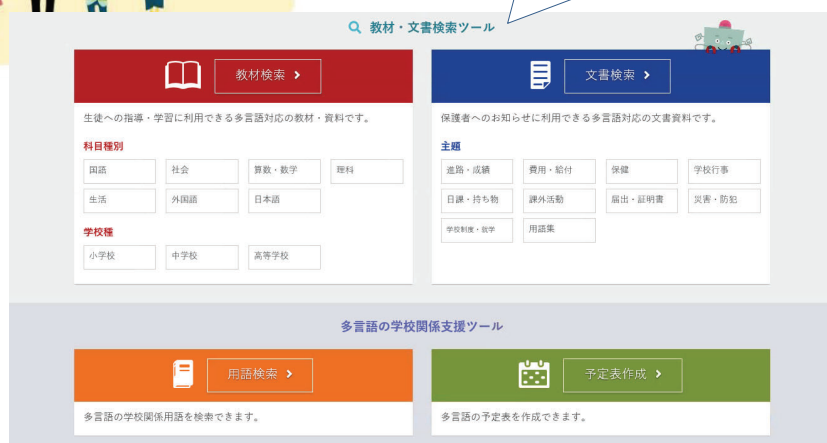 教材・文書検索ツール
教材検索 >
生徒への指導・学習に利用できる多言語対応の教材・資料です。
科目種別
国語 社会 算数・数学 理科
生活 外国語 日本語
学校種
小学校 中学校 高等学校
文書検索 >
保護者へのお知らせに利用できる多言語対応の文書資料です。
主題
進路・成績 費用・給付 保健 学校行事
日課・持ち物 課外活動 届出・証明書 災害・防犯
学校制度・就学 用語集
多言語の学校関係支援ツール
用語検索 >
多言語の学校関係用語を検索できます。
予定表作成 >
多言語の予定表を作成できます。